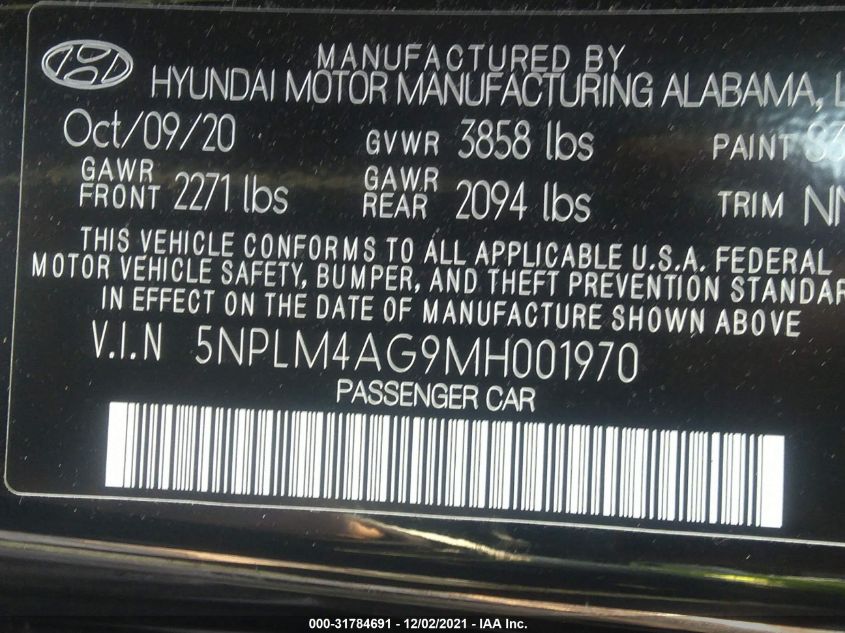 MANUFACTURED BY
HYUNDAI MOTOR MANUFACTURING ALABAMA,
Oct/09/20 GVWR 3858 lbs PAINT
GAWR FRONT 2271 lbs GAWR REAR 2094 lbs TRIM
THIS VEHICLE CONFORMS TO ALL APPLICABLE U.S.A. FEDERAL
MOTOR VEHICLE SAFETY, BUMPER, AND THEFT PREVENTION STANDAR
IN EFFECT ON THE DATE OF MANUFACTURE SHOWN ABOVE
V.I.N 5NPLM4AG9MH001970
PASSENGER CAR
000-31784691 - 12/02/2021 - IAA Inc.